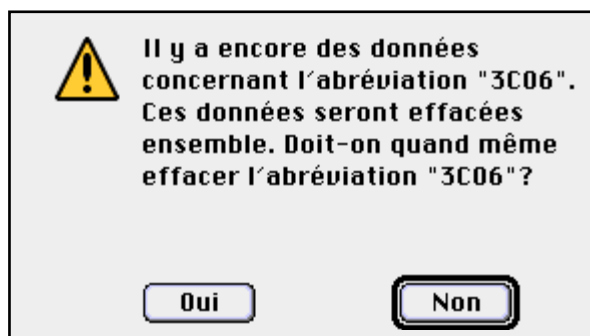 Il y a encore des données
concernant l'abréviation "3C06".
Ces données seront effacées
ensemble. Doit-on quand même
effacer l'abréviation "3C06"?
Oui
Non